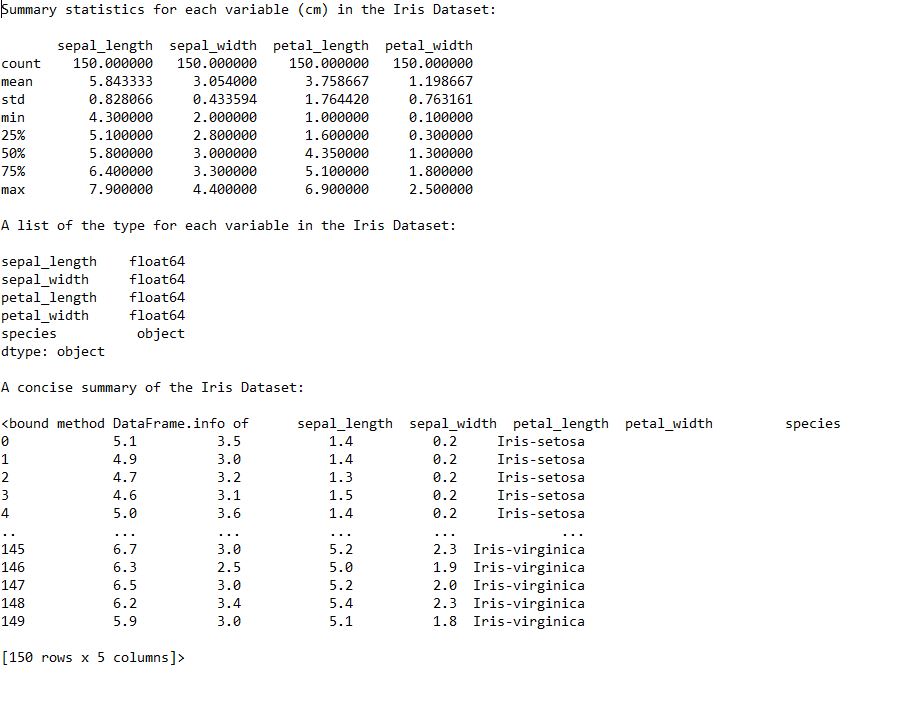 Summary statistics for each variable (cm) in the Iris Dataset:
       sepal_length  sepal_width  petal_length  petal_width
count    150.000000   150.000000    150.000000   150.000000
mean       5.843333     3.054000      3.758667     1.198667
std        0.828066     0.433594      1.764420     0.763161
min        4.300000     2.000000      1.000000     0.100000
25%        5.100000     2.800000      1.600000     0.300000
50%        5.800000     3.000000      4.350000     1.300000
75%        6.400000     3.300000      5.100000     1.800000
max        7.900000     4.400000      6.900000     2.500000
A list of the type for each variable in the Iris Dataset:
sepal_length    float64
sepal_width     float64
petal_length    float64
petal_width     float64
species          object
dtype: object
A concise summary of the Iris Dataset:
<bound method DataFrame.info of      sepal_length  sepal_width  petal_length  petal_width         species
0             5.1          3.5           1.4          0.2     Iris-setosa
1             4.9          3.0           1.4          0.2     Iris-setosa
2             4.7          3.2           1.3          0.2     Iris-setosa
3             4.6          3.1           1.5          0.2     Iris-setosa
4             5.0          3.6           1.4          0.2     Iris-setosa
..            ...          ...           ...          ...             ...
145           6.7          3.0           5.2          2.3  Iris-virginica
146           6.3          2.5           5.0          1.9  Iris-virginica
147           6.5          3.0           5.2          2.0  Iris-virginica
148           6.2          3.4           5.4          2.3  Iris-virginica
149           5.9          3.0           5.1          1.8  Iris-virginica
[150 rows x 5 columns]>